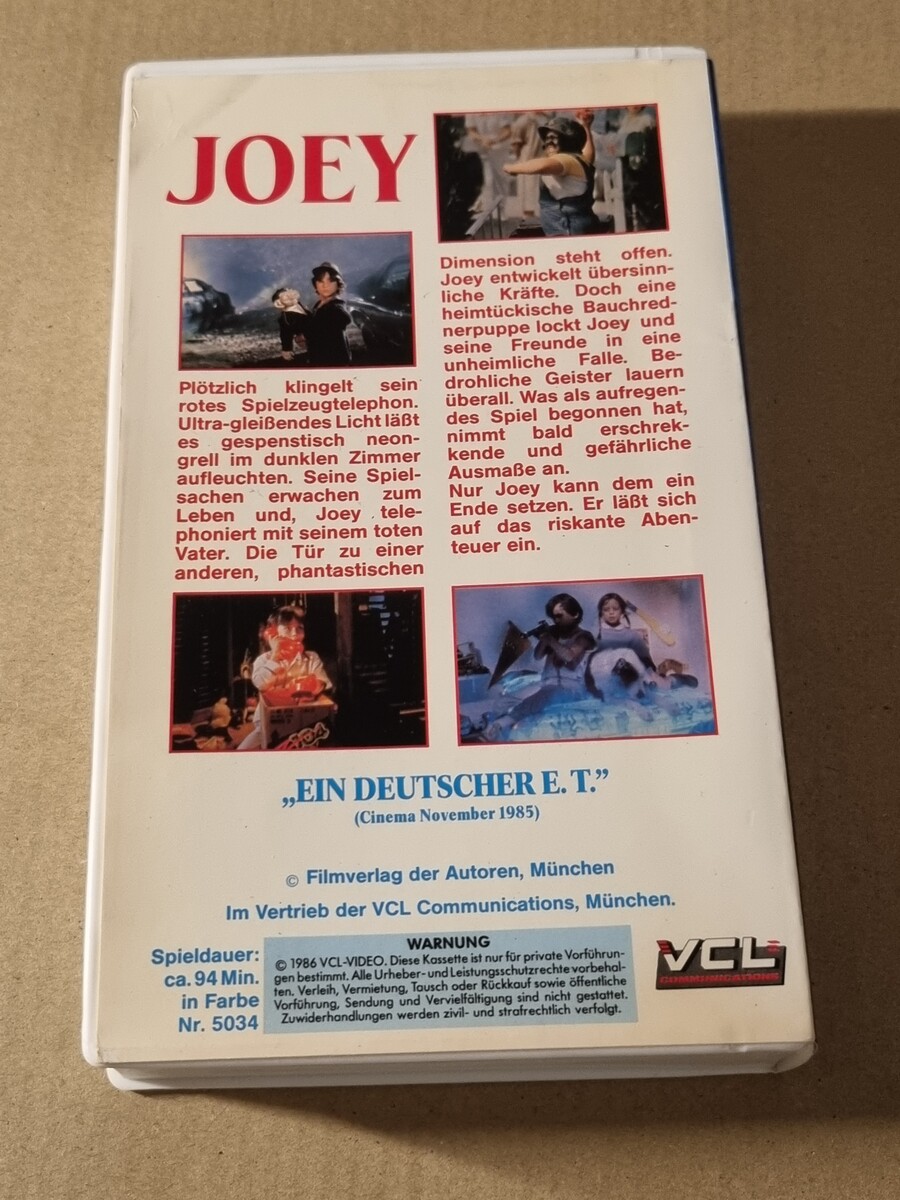 JOEY
Plötzlich klingelt sein
rotes Spielzeugtelephon.
Ultra-gleißendes Licht läßt
es gespenstisch neon-
grell im dunklen Zimmer
aufleuchten. Seine Spiel-
sachen erwachen zum
Leben und, Joey tele-
phoniert mit seinem toten
Vater. Die Tür zu einer
anderen, phantastischen
Dimension steht offen.
Joey entwickelt übersinn-
liche Kräfte. Doch eine
heimtückische Bauchred-
nerpuppe lockt Joey und
seine Freunde in eine
unheimliche Falle. Be-
drohliche Geister lauern
überall. Was als aufregen-
des Spiel begonnen hat,
nimmt bald erschrek-
kende und gefährliche
Ausmaße an.
Nur Joey kann dem ein
Ende setzen. Er läßt sich
auf das riskante Aben-
teuer ein.
„EIN DEUTSCHER E.T.”
(Cinema November 1985)
© Filmverlag der Autoren, München
Im Vertrieb der VCL Communications, München.
Spieldauer:
ca. 94 Min.
in Farbe
Nr. 5034
WARNUNG
© 1986 VCL-VIDEO. Diese Kassette ist nur für private Vorführun-
gen bestimmt. Alle Urheber- und Leistungsschutzrechte vorbehal-
ten. Verleih, Vermietung, Tausch oder Rückkauf sowie öffentliche
Vorführung, Sendung und Vervielfältigung sind nicht gestattet.
Zuwiderhandlungen werden zivil- und strafrechtlich verfolgt.
VCL
COMMUNICATIONS